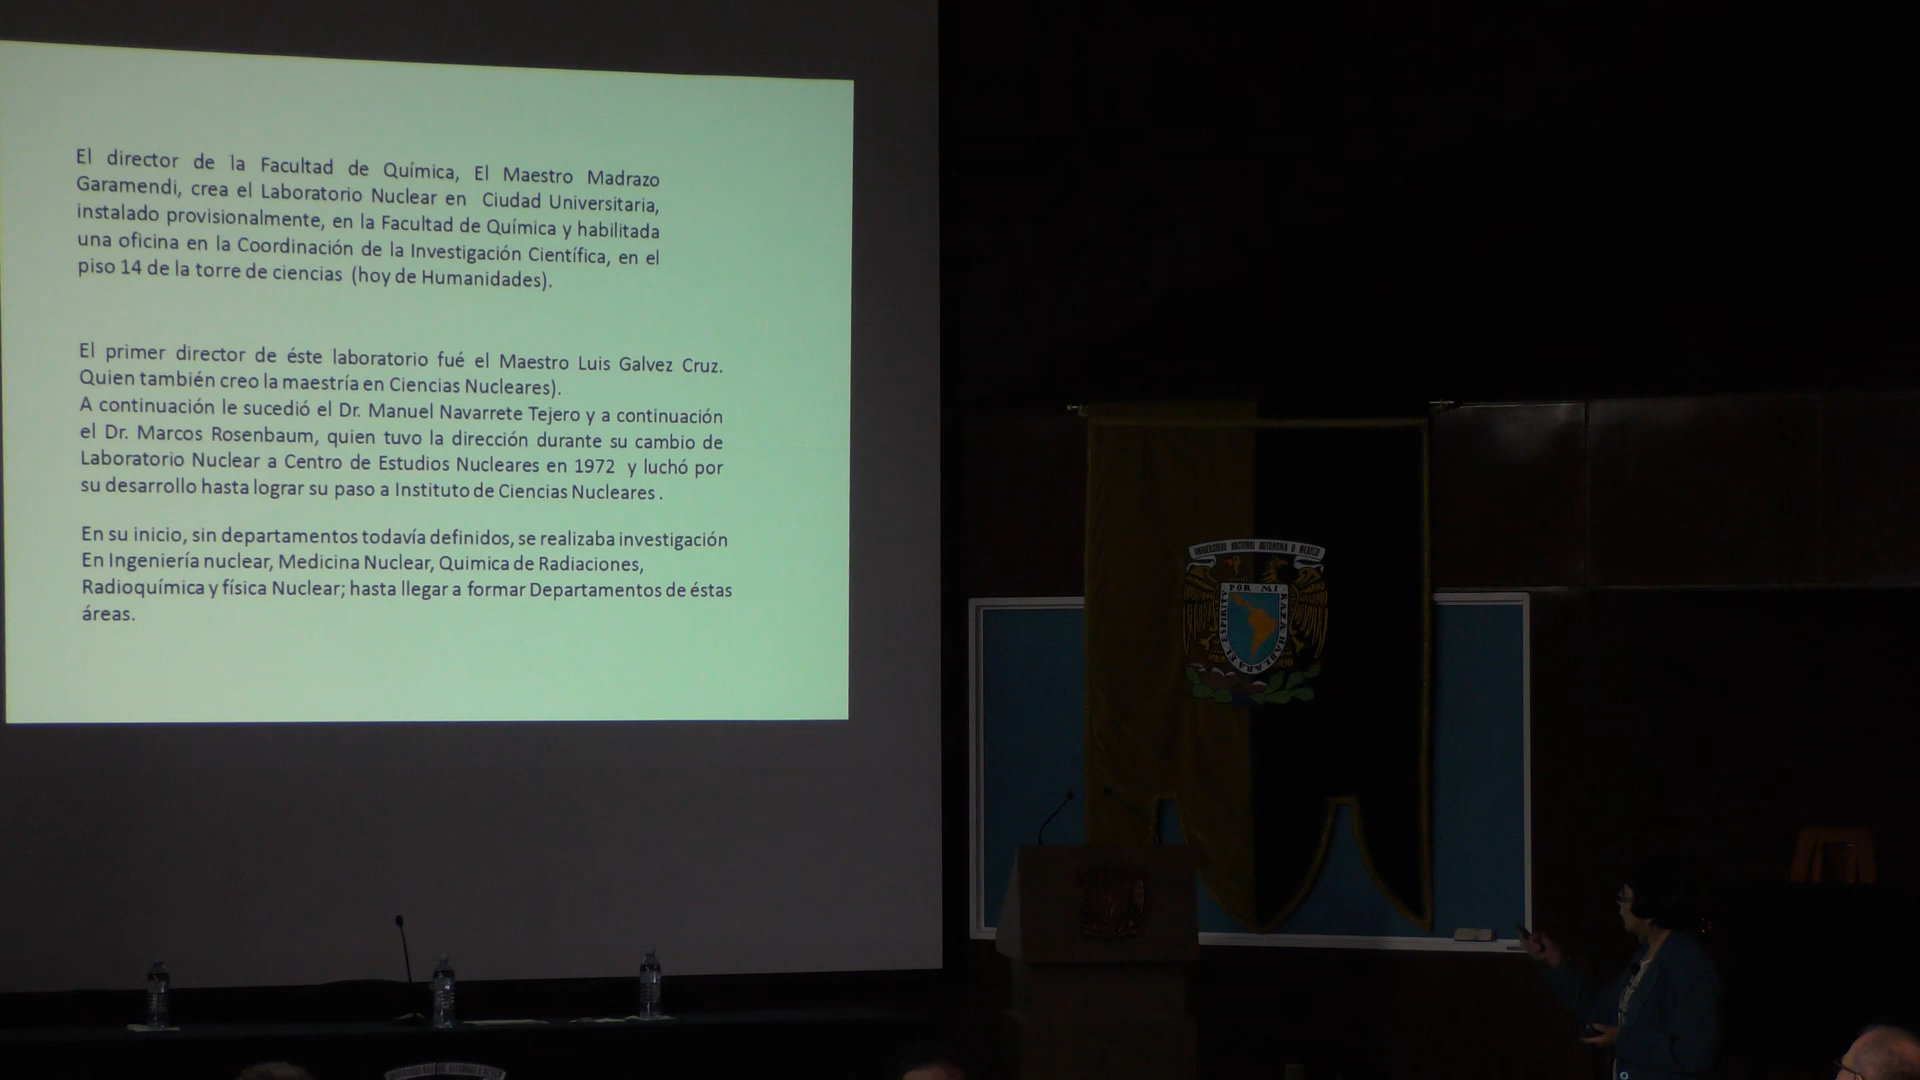 El director de la Facultad de Química, El Maestro Madrazo
Garamendi, crea el Laboratorio Nuclear en Ciudad Universitaria,
instalado provisionalmente, en la Facultad de Química y habilitada
una oficina en la Coordinación de la Investigación Científica, en el
piso 14 de la torre de ciencias (hoy de Humanidades).
El primer director de éste laboratorio fué el Maestro Luis Galvez Cruz.
Quien también creo la maestría en Ciencias Nucleares).
A continuación le sucedió el Dr. Manuel Navarrete Tejero y a continuación
el Dr. Marcos Rosenbaum, quien tuvo la dirección durante su cambio de
Laboratorio Nuclear a Centro de Estudios Nucleares en 1972 y luchó por
su desarrollo hasta lograr su paso a Instituto de Ciencias Nucleares .
En su inicio, sin departamentos todavía definidos, se realizaba investigación
En Ingeniería nuclear, Medicina Nuclear, Quimica de Radiaciones,
Radioquímica y física Nuclear; hasta llegar a formar Departamentos de éstas
áreas.
UNIVERSIDAD NACIONAL AUTONOMA D MEXICO
POR MI RAZA HABLARA EL ESPIRITU